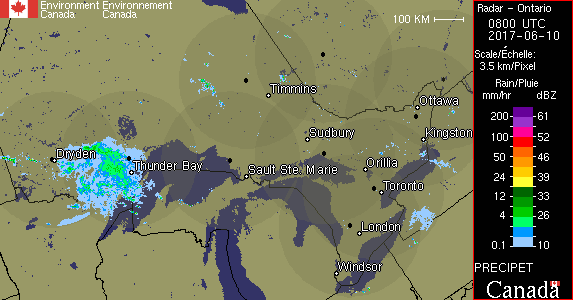 Environment Environnement
Canada Canada
100 KM
Timmins
Ottawa
Sudbury
Kingston
Dryden
Thunder Bay
Sault Ste. Marie
Orillia
Toronto
London
Windsor
Radar - Ontario
0800 UTC
2017-06-10
Scale/Échelle:
3.5 km/Pixel
Rain/Pluie
mm/hr dBZ
200 61
100 52
50 46
24 39
12 33
4 26
0.1 10
PRECIPET
Canada